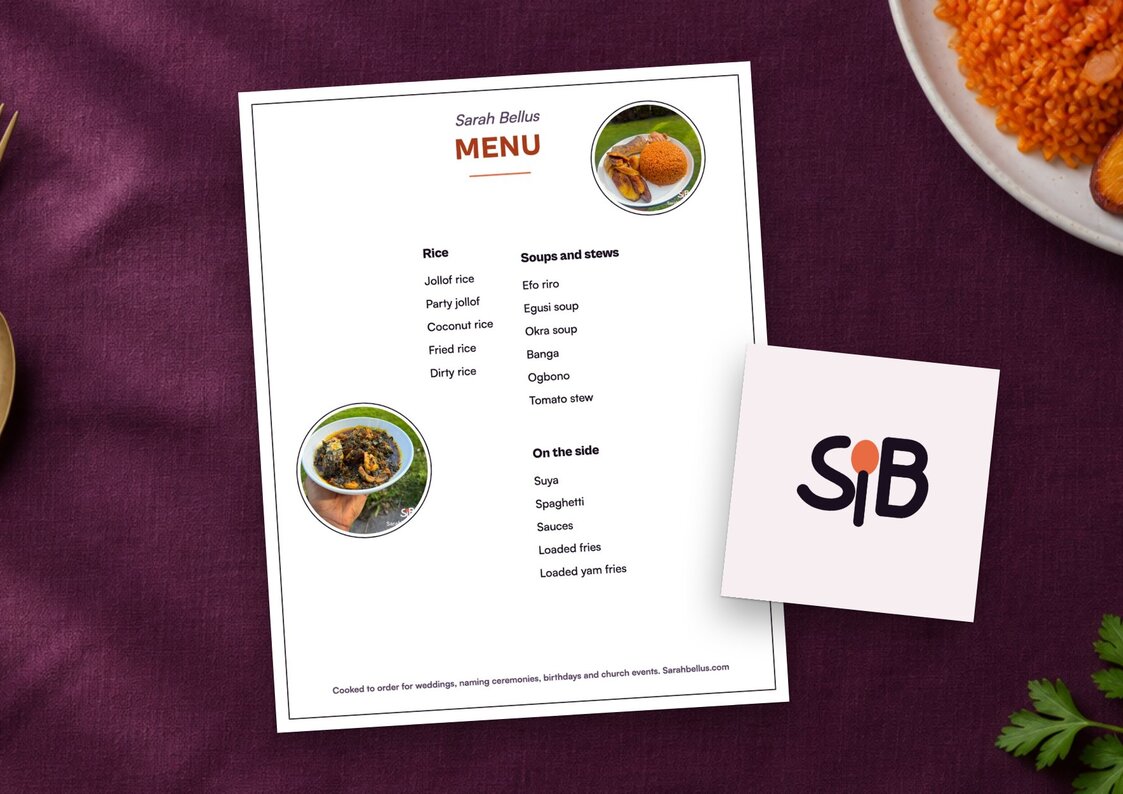 Sarah Bellus
MENU
Rice
Jollof rice
Party jollof
Coconut rice
Fried rice
Dirty rice
Soups and stews
Efo riro
Egusi soup
Okra soup
Banga
Ogbono
Tomato stew
On the side
Suya
Spaghetti
Sauces
Loaded fries
Loaded yam fries
Cooked to order for weddings, naming ceremonies, birthdays and church events. Sarahbellus.com
SiB